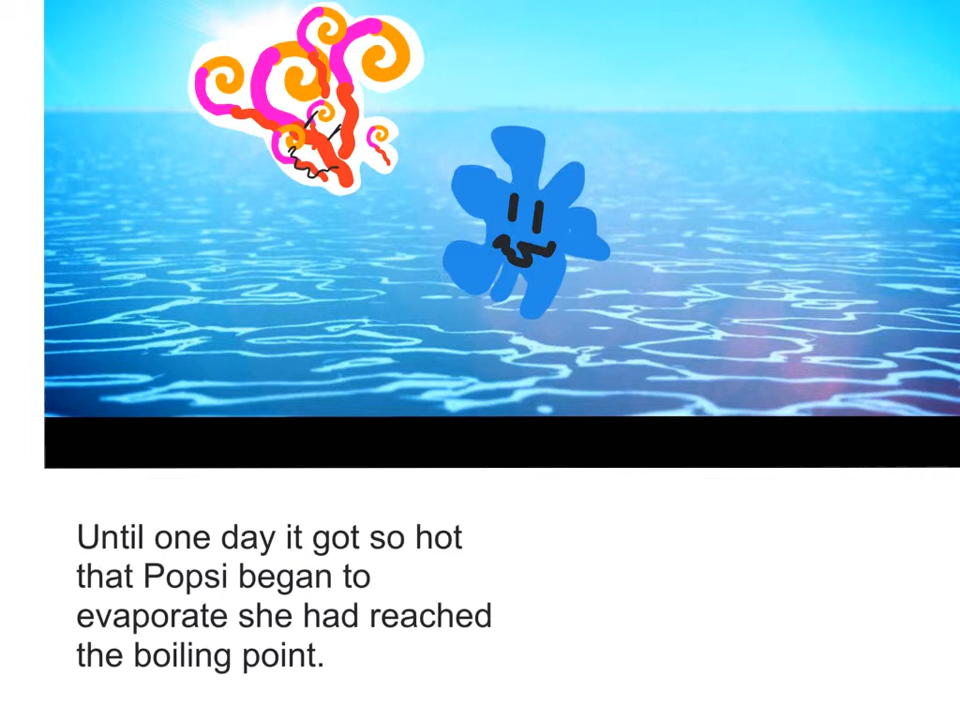 Until one day it got so hot
that Popsi began to
evaporate she had reached
the boiling point.